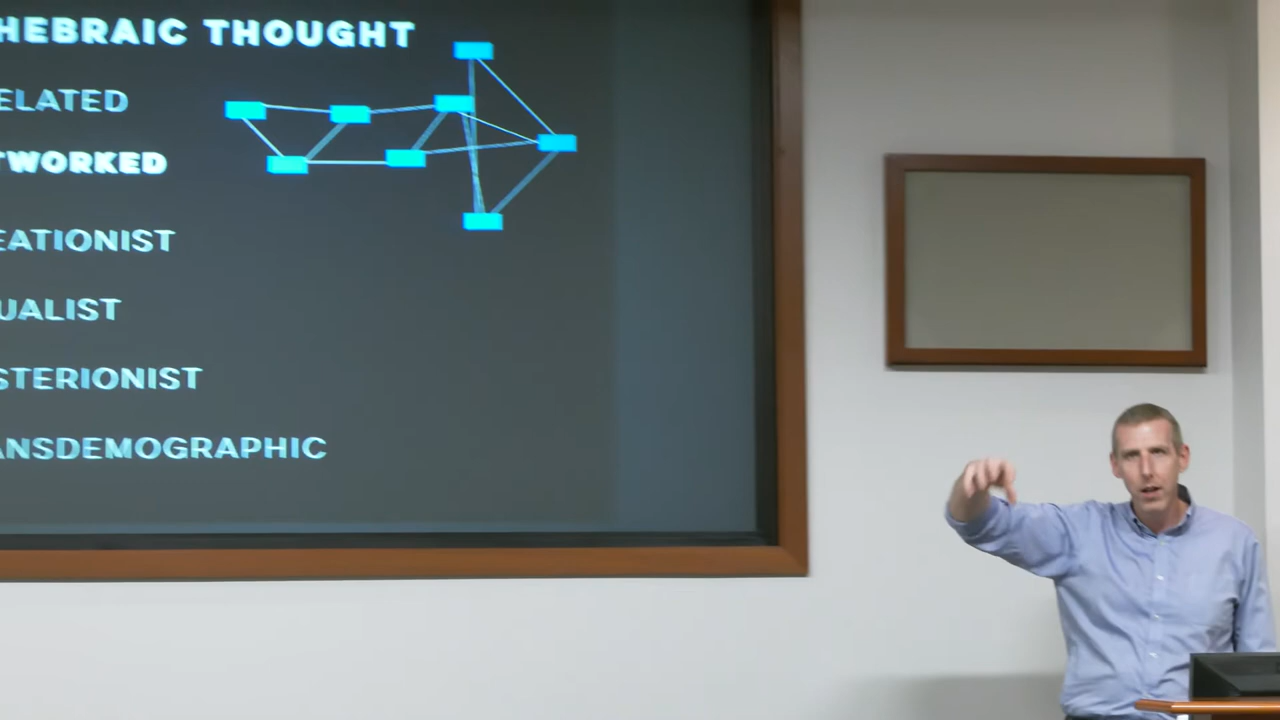 HEBRAIC THOUGHT
ELATED
TWORKED
EATIONIST
UALIST
STERIONIST
ANSDEMOGRAPHIC